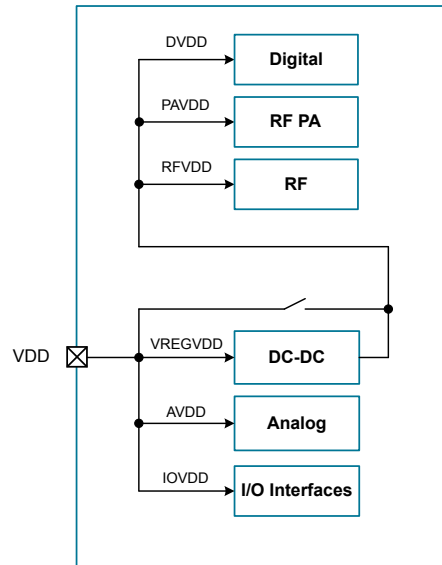 DVDD
Digital
PAVDD
RF PA
RFVDD
RF
VDD
VREGVDD
DC-DC
AVDD
Analog
IOVDD
I/O Interfaces